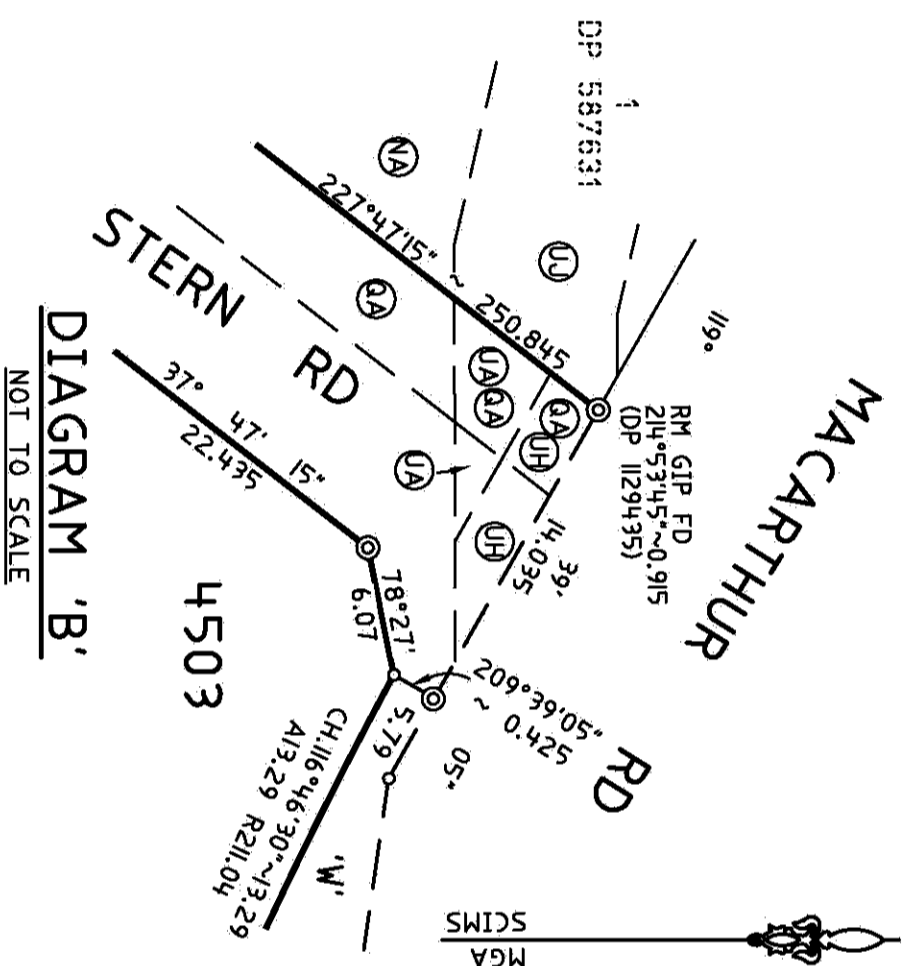 1
DP 587631
NA
227°47'15" ~ 250.845
UJ
119°
MACARTHUR
RD
RM GIP FD
214°53'45"~0.915
(DP 1129435)
STERN
RD
QA
UA
QA
QA
UH
UA
UH
39'
14.035
05"
37° 47' 15"
22.435
78°27'
6.07
209°39'05"
~ 0.425
5.79
CH.116°46'30"~13.29
A13.29 R211.04
'W'
4503
DIAGRAM 'B'
NOT TO SCALE
MGA
SCIMS